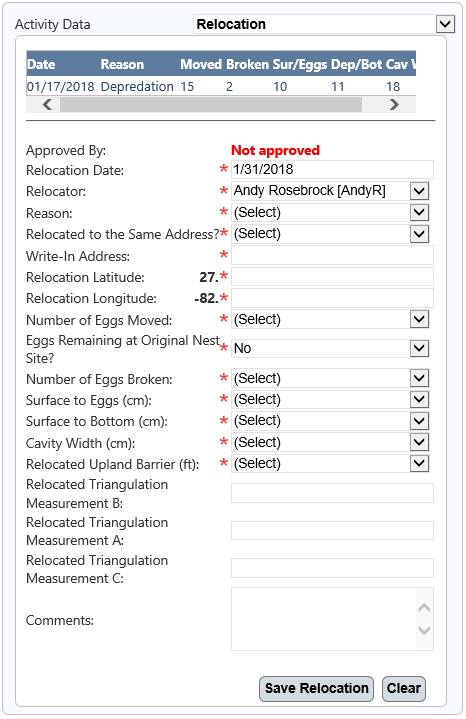 Activity Data Relocation
Date Reason Moved Broken Sur/Eggs Dep/Bot Cav
01/17/2018 Depredation 15 2 10 11 18
Approved By: Not approved
Relocation Date: * 1/31/2018
Relocator: * Andy Rosebrock [AndyR]
Reason: * (Select)
Relocated to the Same Address?* (Select)
Write-In Address: *
Relocation Latitude: 27.*
Relocation Longitude: -82.*
Number of Eggs Moved: * (Select)
Eggs Remaining at Original Nest
Site? * No
Number of Eggs Broken: * (Select)
Surface to Eggs (cm): * (Select)
Surface to Bottom (cm): * (Select)
Cavity Width (cm): * (Select)
Relocated Upland Barrier (ft): * (Select)
Relocated Triangulation
Measurement B:
Relocated Triangulation
Measurement A:
Relocated Triangulation
Measurement C:
Comments:
Save Relocation Clear